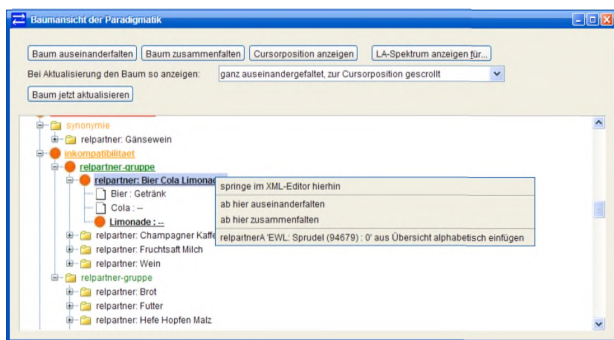 Baumansicht der Paradigmatik
Baum auseinanderfalten Baum zusammenfalten Cursorposition anzeigen LA-Spektrum anzeigen für...
Bei Aktualisierung den Baum so anzeigen: ganz auseinandergefaltet, zur Cursorposition gescrollt
Baum jetzt aktualisieren
synonymie
relpartner: Gänsewein
inkompatibilitaet
relpartner-gruppe
relpartner: Bier Cola Limonad
springe im XML-Editor hierhin
Bier : Getränk
ab hier auseinanderfalten
Cola : --
ab hier zusammenfalten
Limonade : --
relpartner: Champagner Kaffe
relpartnerA 'EWL: Sprudel (94679) : 0' aus Übersicht alphabetisch einfügen
relpartner: Fruchtsaft Milch
relpartner: Wein
relpartner-gruppe
relpartner: Brot
relpartner: Futter
relpartner: Hefe Hopfen Malz